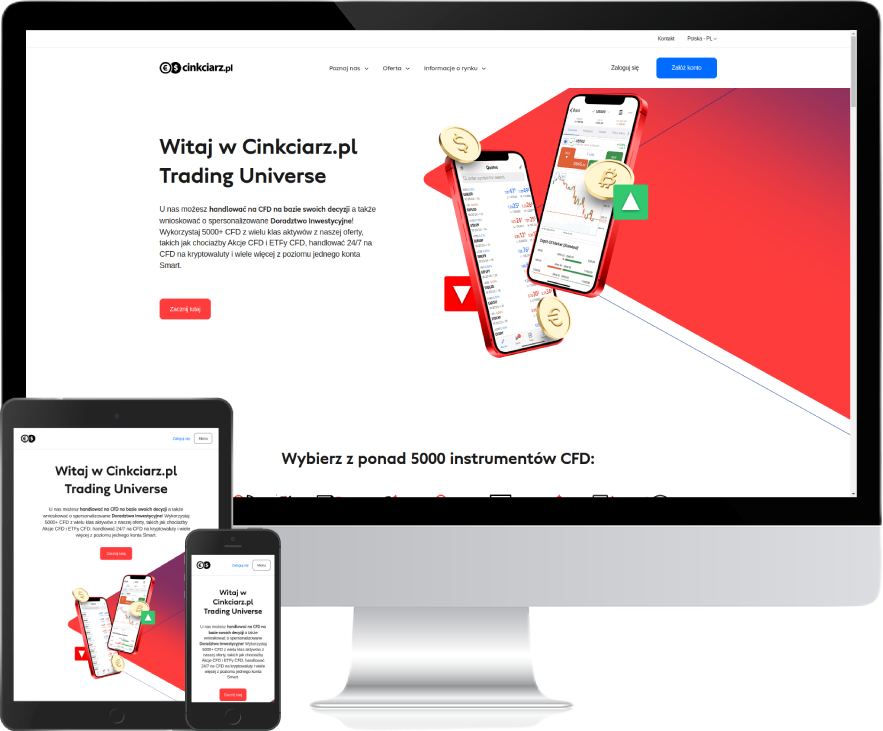 Kontakt
Polska - PL
cinkciarz.pl
Poznaj nas
Oferta
Informacje o rynku
Zaloguj się
Załóż konto
Witaj w Cinkciarz.pl
Trading Universe
U nas możesz handlować na CFD na bazie swoich decyzji a także
wnioskować o spersonalizowane Doradztwo Inwestycyjne!
Wykorzystaj 5000+ CFD z wielu klas aktywów z naszej oferty,
takich jak chociażby Akcje CFD i ETFy CFD, handlować 24/7 na
CFD na kryptowaluty i wiele więcej z poziomu jednego konta
Smart.
Zacznij tutaj
Quotes
Wybierz z ponad 5000 instrumentów CFD:
Zaloguj się
Menu
Witaj w Cinkciarz.pl
Trading Universe
U nas możesz handlować na CFD na bazie swoich decyzji a także
wnioskować o spersonalizowane Doradztwo Inwestycyjne! Wykorzystaj
5000+ CFD z wielu klas aktywów z naszej oferty, takich jak chociażby
Akcje CFD i ETFy CFD, handlować 24/7 na CFD na kryptowaluty i wiele
więcej z poziomu jednego konta Smart.
Zacznij tutaj
Zaloguj się
Menu
Witaj w
Cinkciarz.pl
Trading Universe
U nas możesz handlować na CFD
na bazie swoich decyzji a także
wnioskować o spersonalizowane
Doradztwo Inwestycyjne! Wykorzystaj
5000+ CFD z wielu klas aktywów z
naszej oferty, takich jak chociażby
Akcje CFD i ETFy CFD, handlować
24/7 na CFD na kryptowaluty i wiele
więcej z poziomu jednego konta
Smart.
Zacznij tutaj